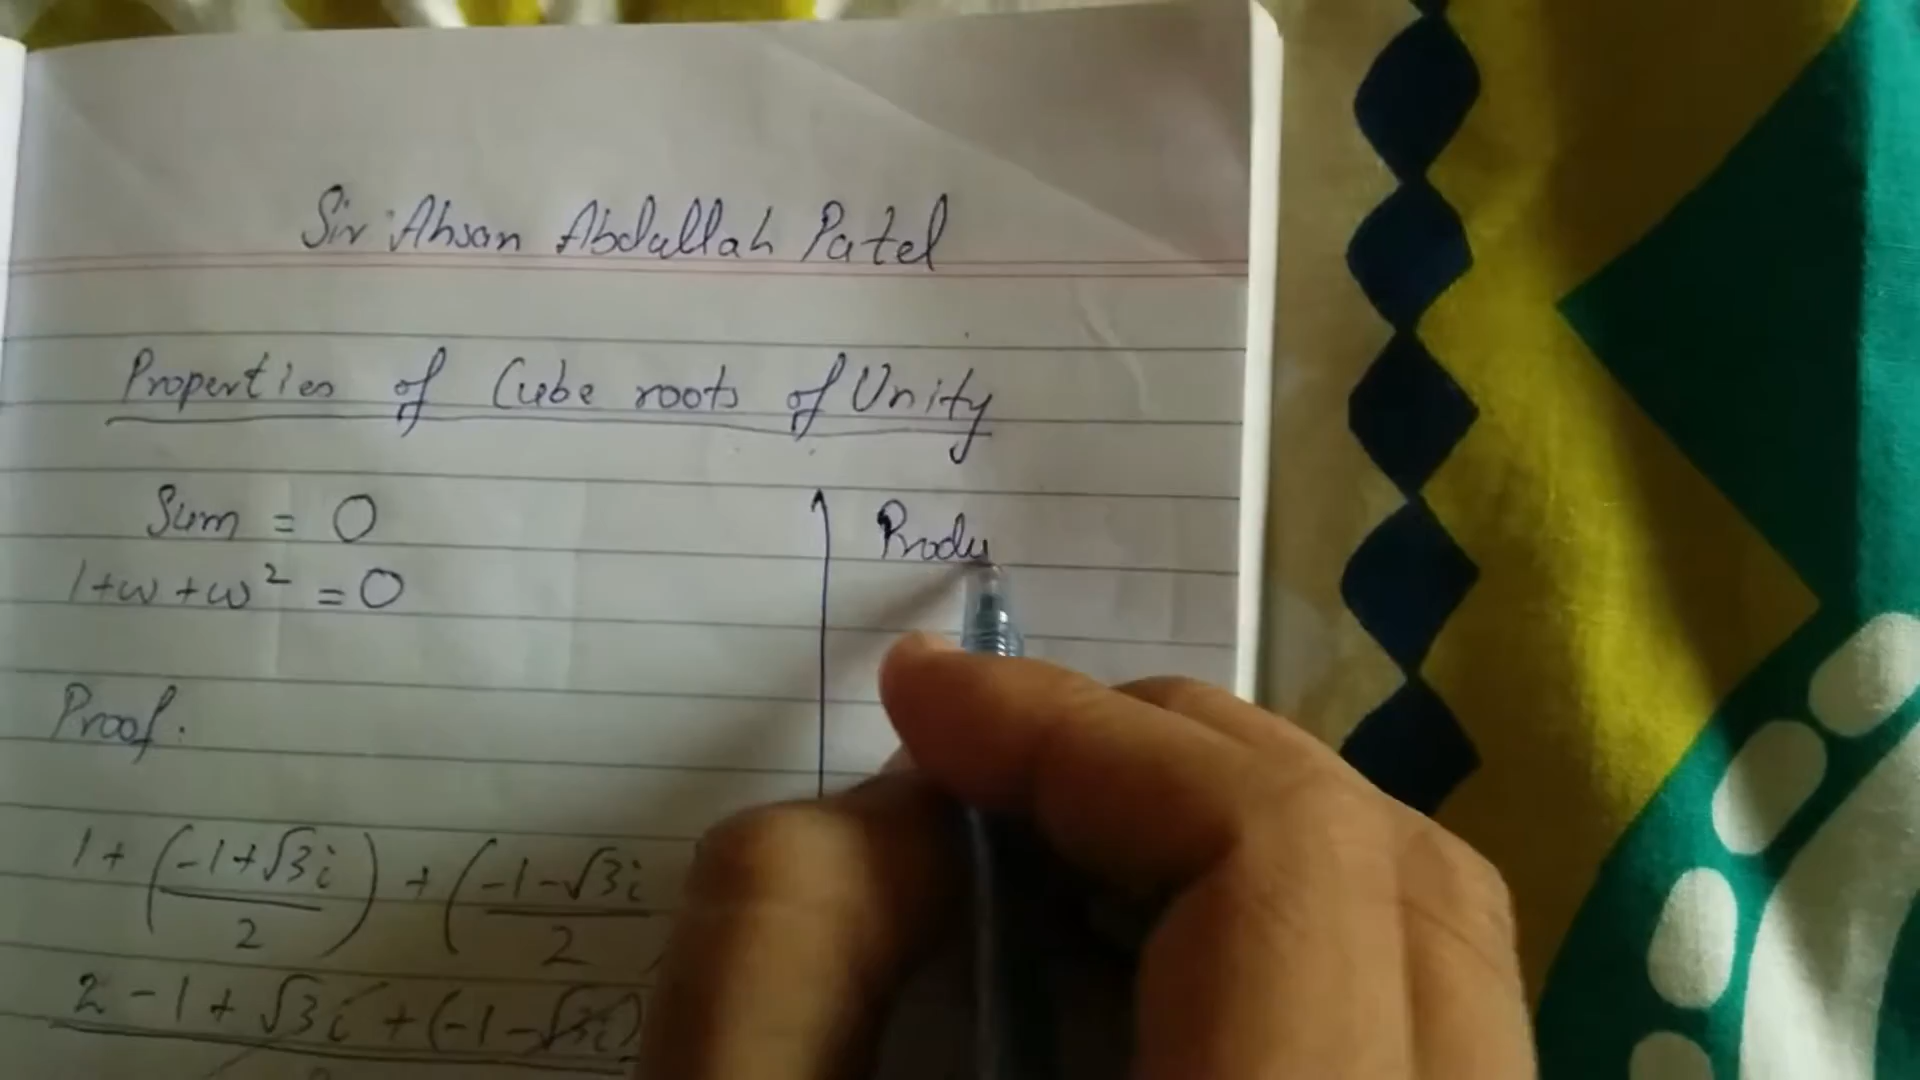 Sir Ahsan Abdullah Patel
Properties of Cube roots of Unity
Sum = 0
1+ω+ω² = 0
Produ
Proof.
1 + (-1+√3i / 2) + (-1-√3i / 2
2 - 1 + √3i + (-1 - √3i)